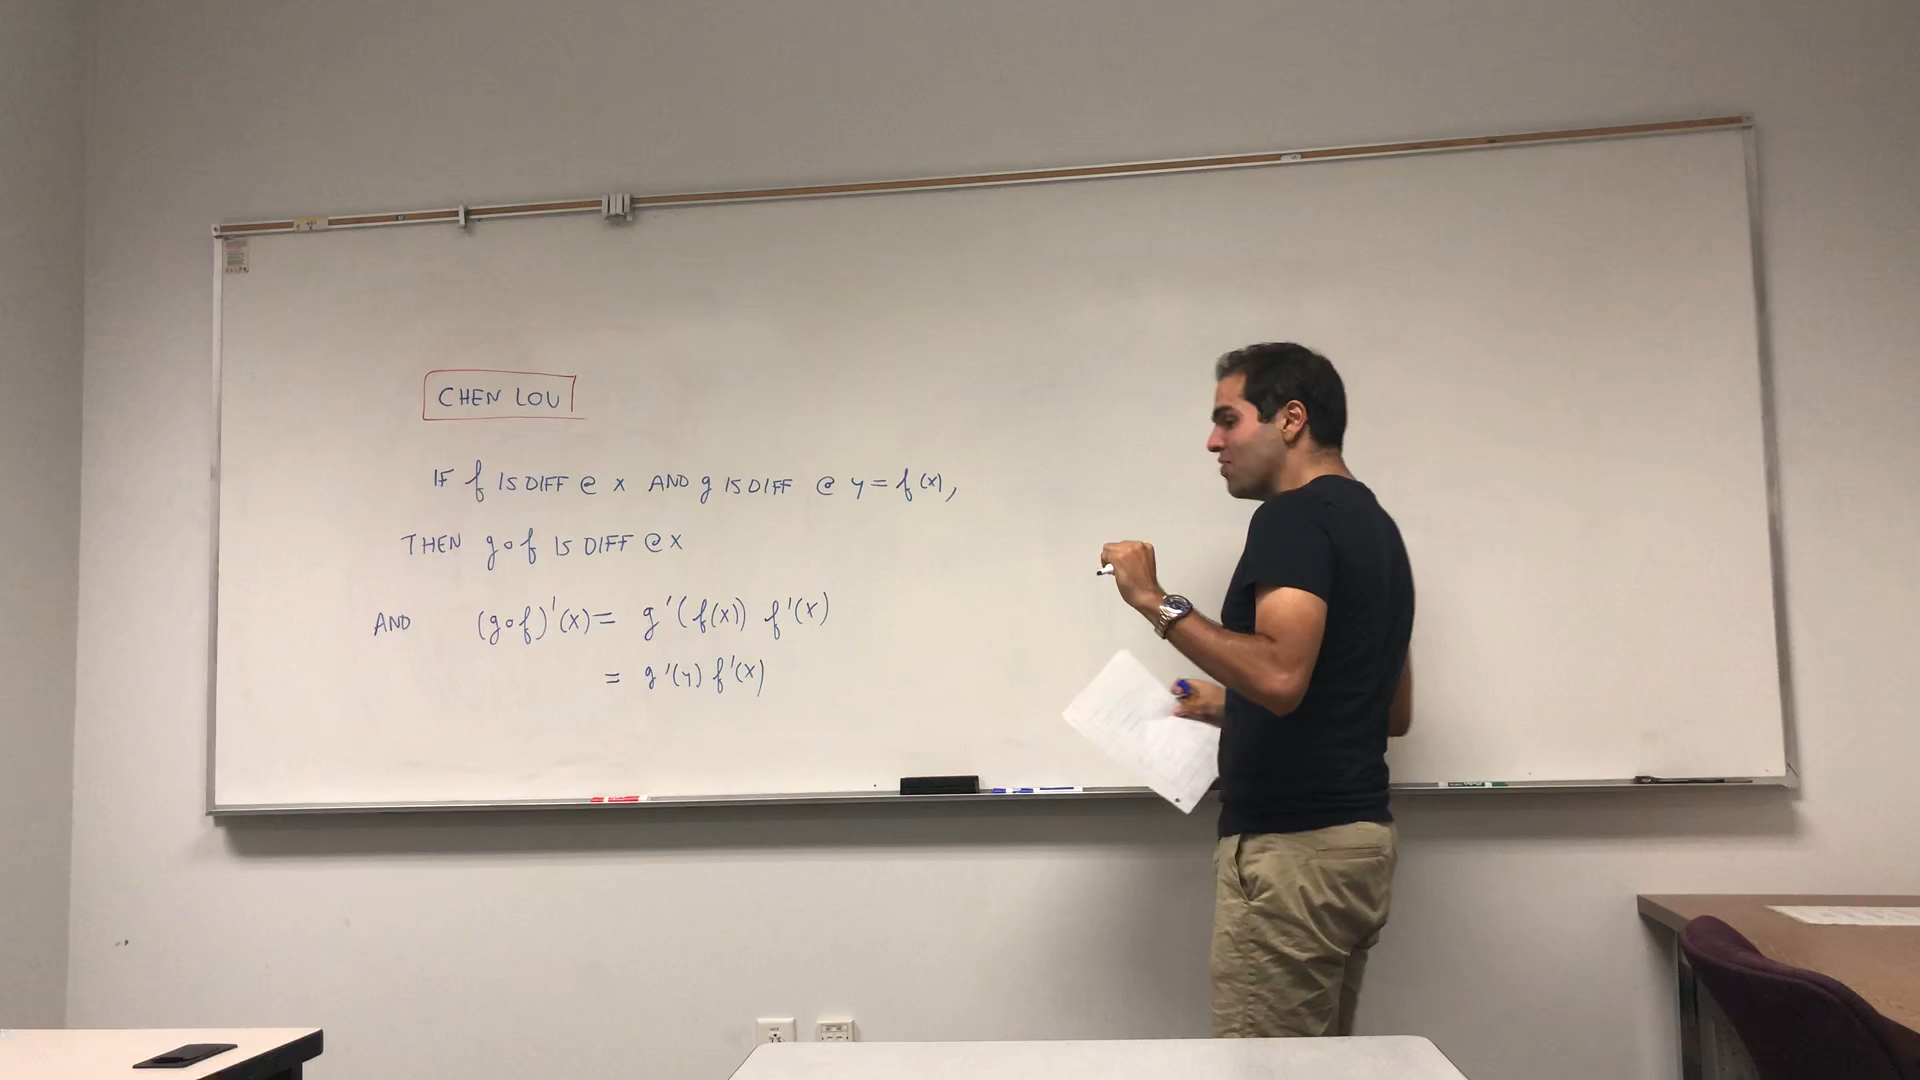 CHEN LOU
IF f IS DIFF @ x AND g IS DIFF @ y = f(x),
THEN g∘f IS DIFF @ x
AND (g∘f)'(x) = g'(f(x)) f'(x)
= g'(y) f'(x)